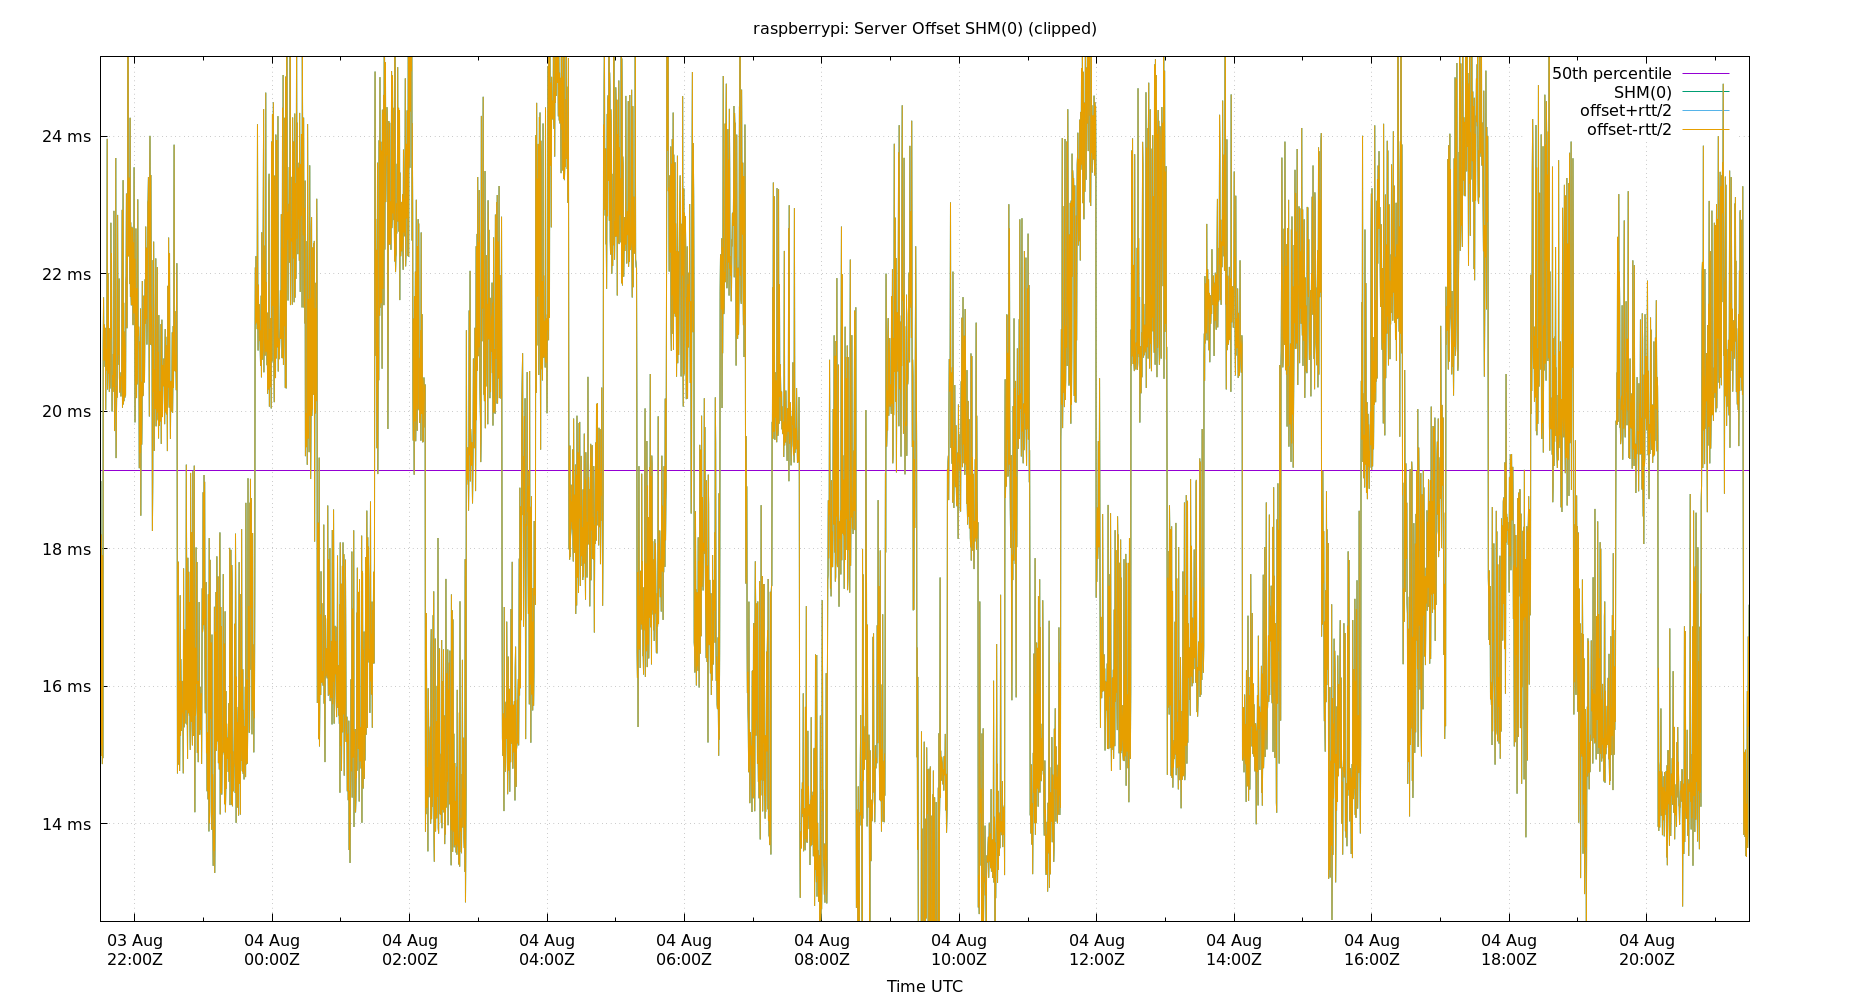 raspberrypi: Server Offset SHM(0) (clipped)
50th percentile
SHM(0)
offset+rtt/2
offset-rtt/2
24 ms
22 ms
20 ms
18 ms
16 ms
14 ms
03 Aug 04 Aug 04 Aug 04 Aug 04 Aug 04 Aug 04 Aug 04 Aug 04 Aug 04 Aug 04 Aug 04 Aug
22:00Z 00:00Z 02:00Z 04:00Z 06:00Z 08:00Z 10:00Z 12:00Z 14:00Z 16:00Z 18:00Z 20:00Z
Time UTC